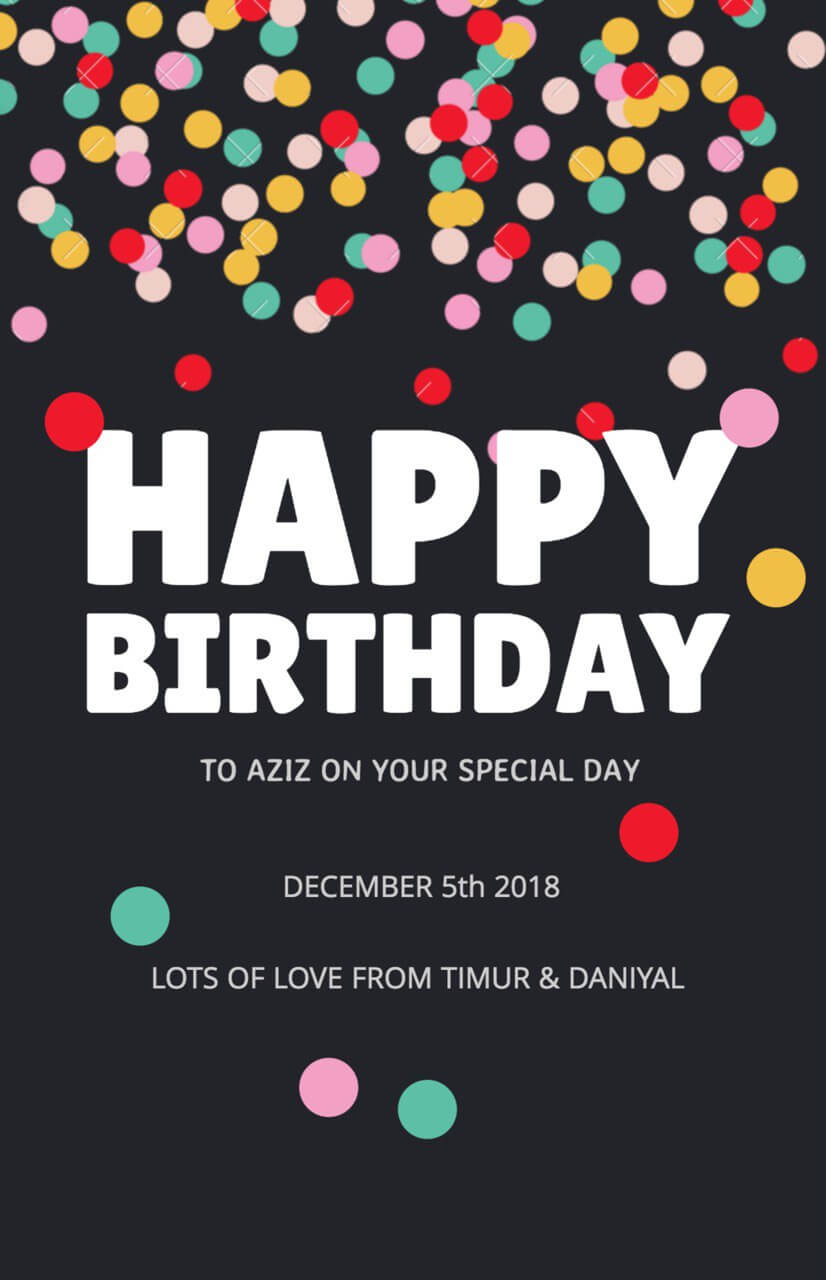 HAPPY
BIRTHDAY
TO AZIZ ON YOUR SPECIAL DAY
DECEMBER 5th 2018
LOTS OF LOVE FROM TIMUR & DANIYAL